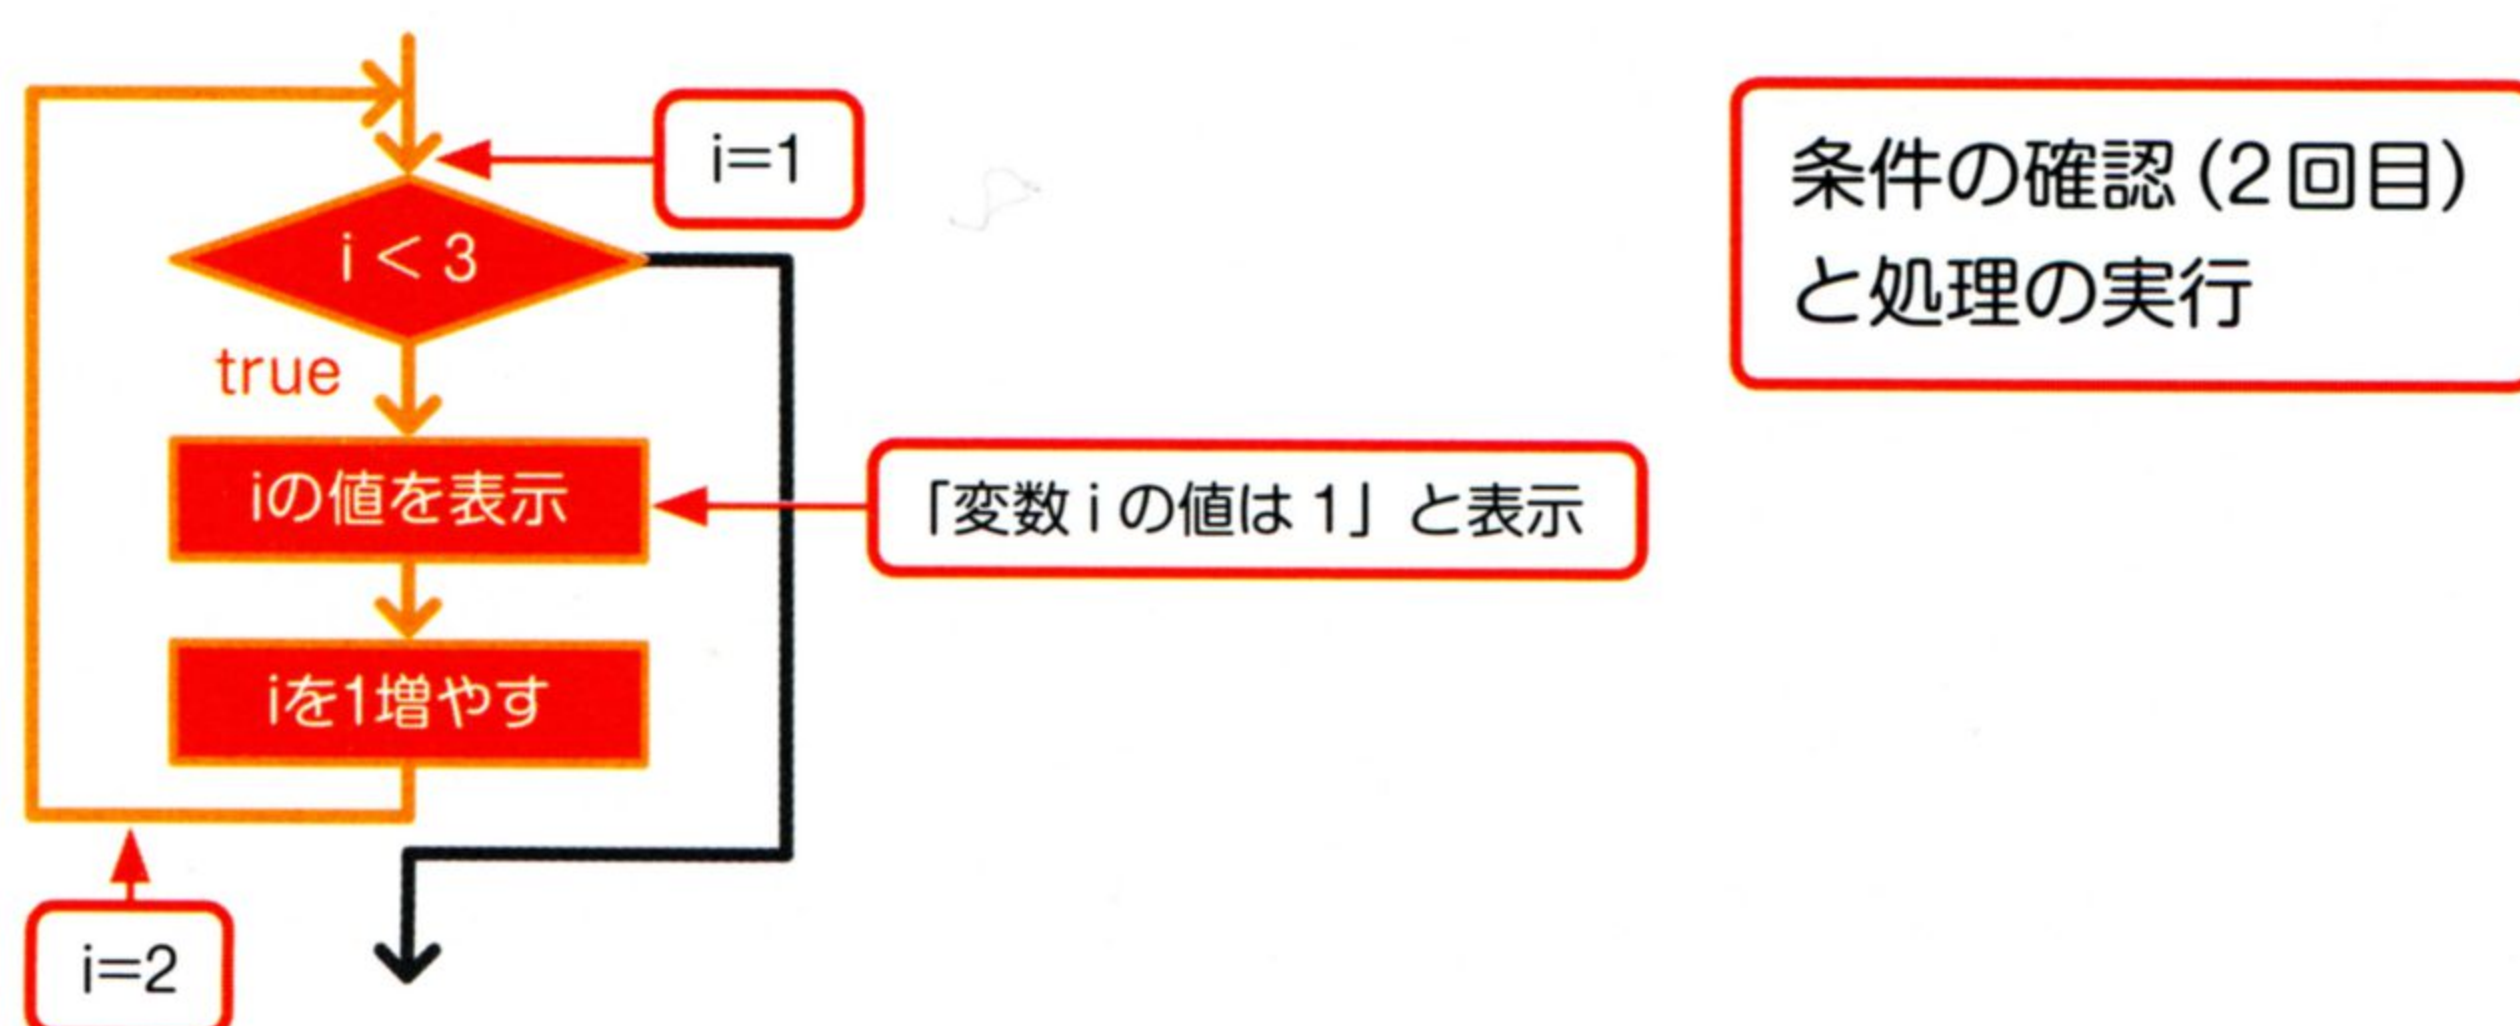 i=1
条件の確認(2回目)
と処理の実行
i < 3
true
iの値を表示
「変数 i の値は 1」と表示
iを1増やす
i=2